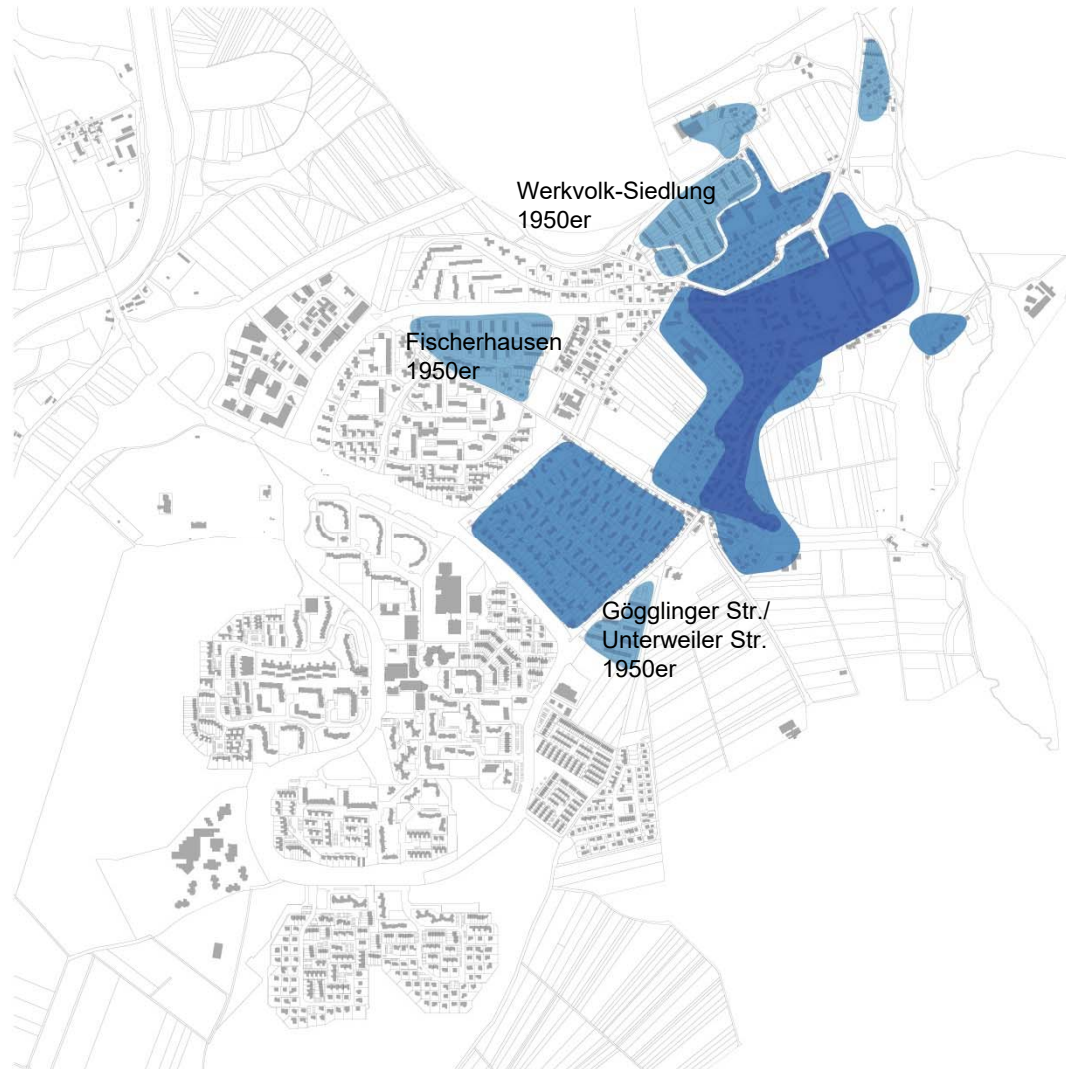 Werkvolk-Siedlung
1950er
Fischerhausen
1950er
Gögglinger Str./
Unterweiler Str.
1950er